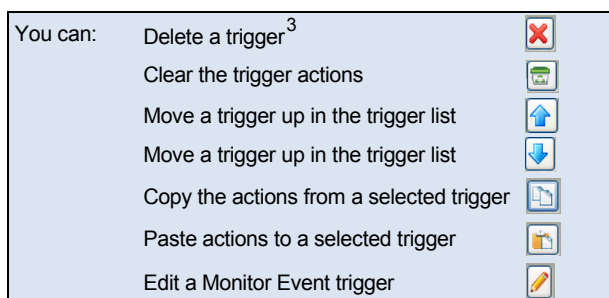 You can: Delete a trigger3
Clear the trigger actions
Move a trigger up in the trigger list
Move a trigger up in the trigger list
Copy the actions from a selected trigger
Paste actions to a selected trigger
Edit a Monitor Event trigger